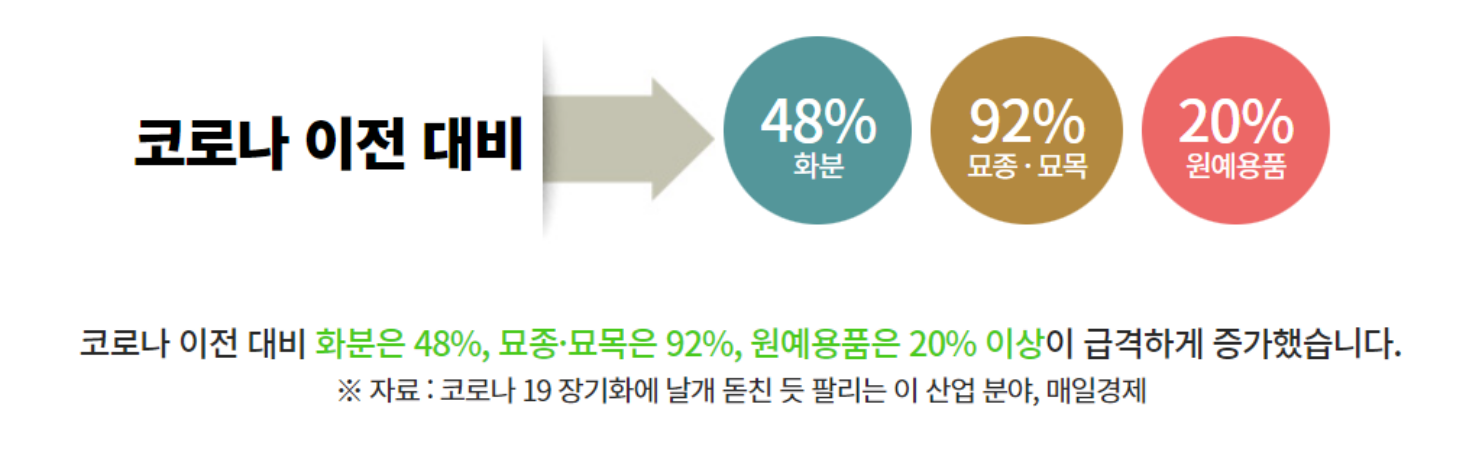 코로나 이전 대비
48%
화분
92%
묘종·묘목
20%
원예용품
코로나 이전 대비 화분은 48%, 묘종·묘목은 92%, 원예용품은 20% 이상이 급격하게 증가했습니다.
※ 자료 : 코로나 19 장기화에 날개 돋친 듯 팔리는 이 산업 분야, 매일경제